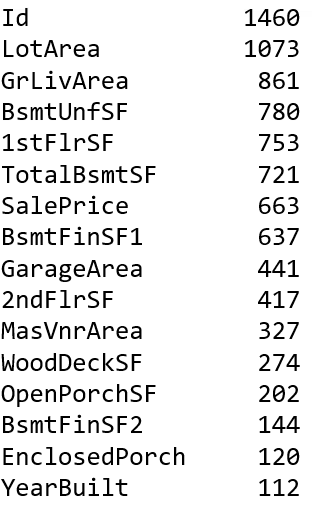 Id 1460
LotArea 1073
GrLivArea 861
BsmtUnfSF 780
1stFlrSF 753
TotalBsmtSF 721
SalePrice 663
BsmtFinSF1 637
GarageArea 441
2ndFlrSF 417
MasVnrArea 327
WoodDeckSF 274
OpenPorchSF 202
BsmtFinSF2 144
EnclosedPorch 120
YearBuilt 112